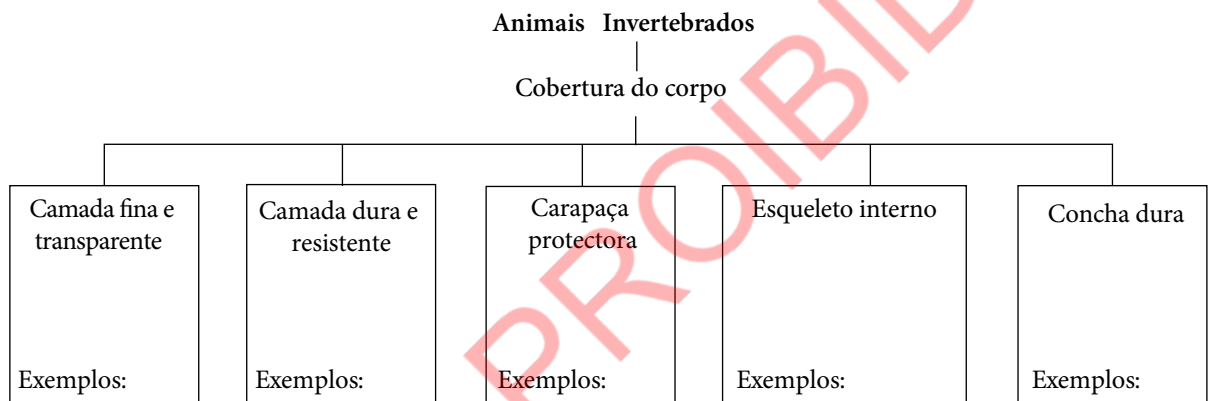 Animais Invertebrados
Cobertura do corpo
Camada fina e
transparente
Exemplos:
Camada dura e
resistente
Exemplos:
Carapaça
protectora
Exemplos:
Esqueleto interno
Exemplos:
Concha dura
Exemplos:
PROIBID